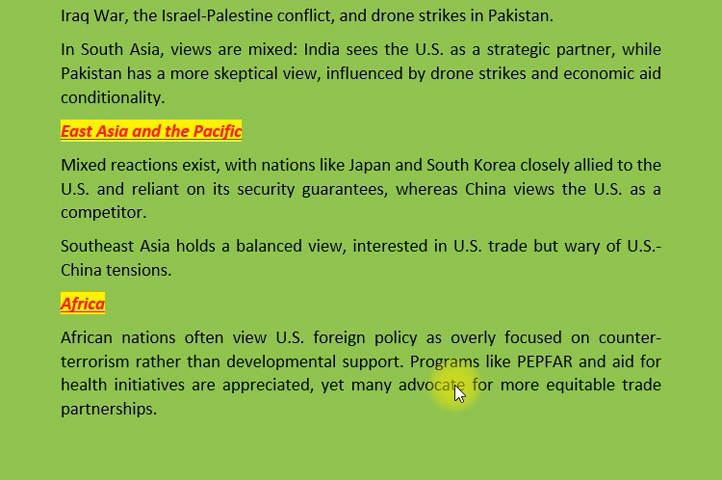 Iraq War, the Israel-Palestine conflict, and drone strikes in Pakistan.
In South Asia, views are mixed: India sees the U.S. as a strategic partner, while
Pakistan has a more skeptical view, influenced by drone strikes and economic aid
conditionality.
East Asia and the Pacific
Mixed reactions exist, with nations like Japan and South Korea closely allied to the
U.S. and reliant on its security guarantees, whereas China views the U.S. as a
competitor.
Southeast Asia holds a balanced view, interested in U.S. trade but wary of U.S.-
China tensions.
Africa
African nations often view U.S. foreign policy as overly focused on counter-
terrorism rather than developmental support. Programs like PEPFAR and aid for
health initiatives are appreciated, yet many advocate for more equitable trade
partnerships.